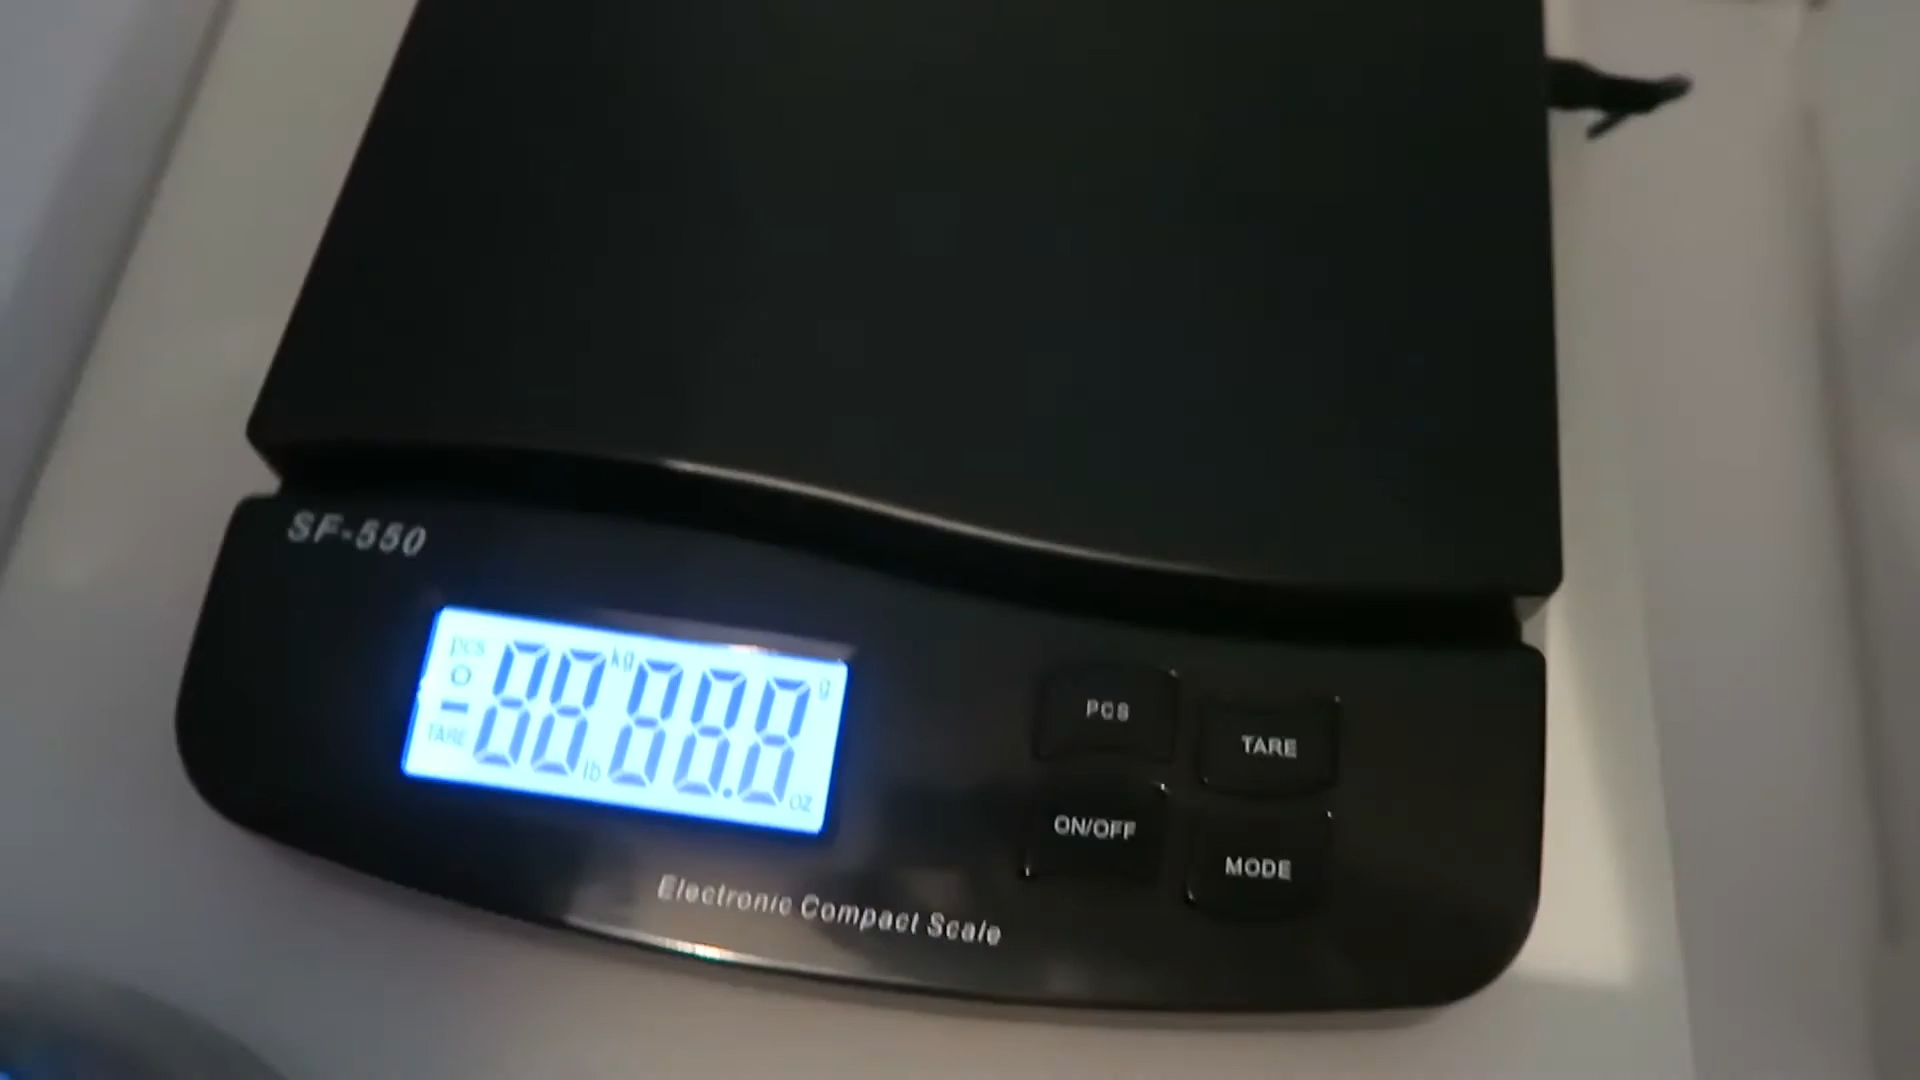 SF-550
pcs
kg
g
88888.8
TARE
lb
oz
PCS
TARE
ON/OFF
MODE
Electronic Compact Scale